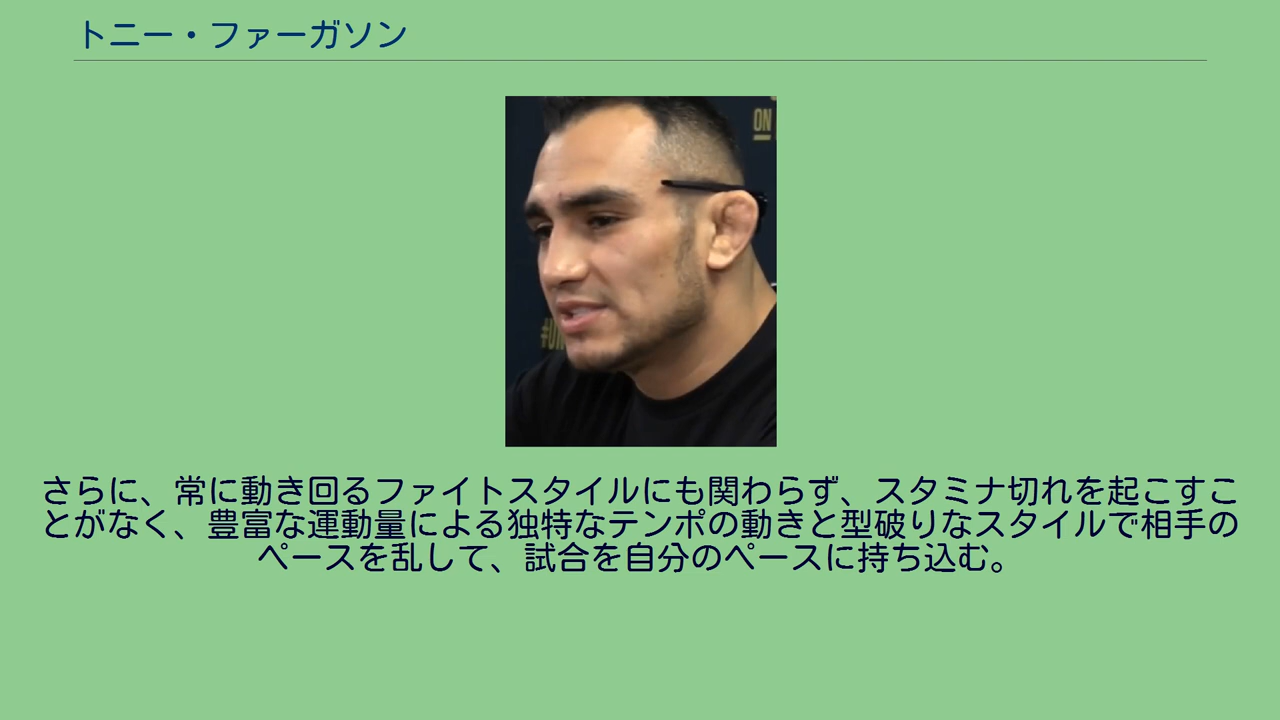 トニー・ファーガソン
ON
#UN
さらに、常に動き回るファイトスタイルにも関わらず、スタミナ切れを起こすこ
とがなく、豊富な運動量による独特なテンポの動きと型破りなスタイルで相手の
ペースを乱して、試合を自分のペースに持ち込む。